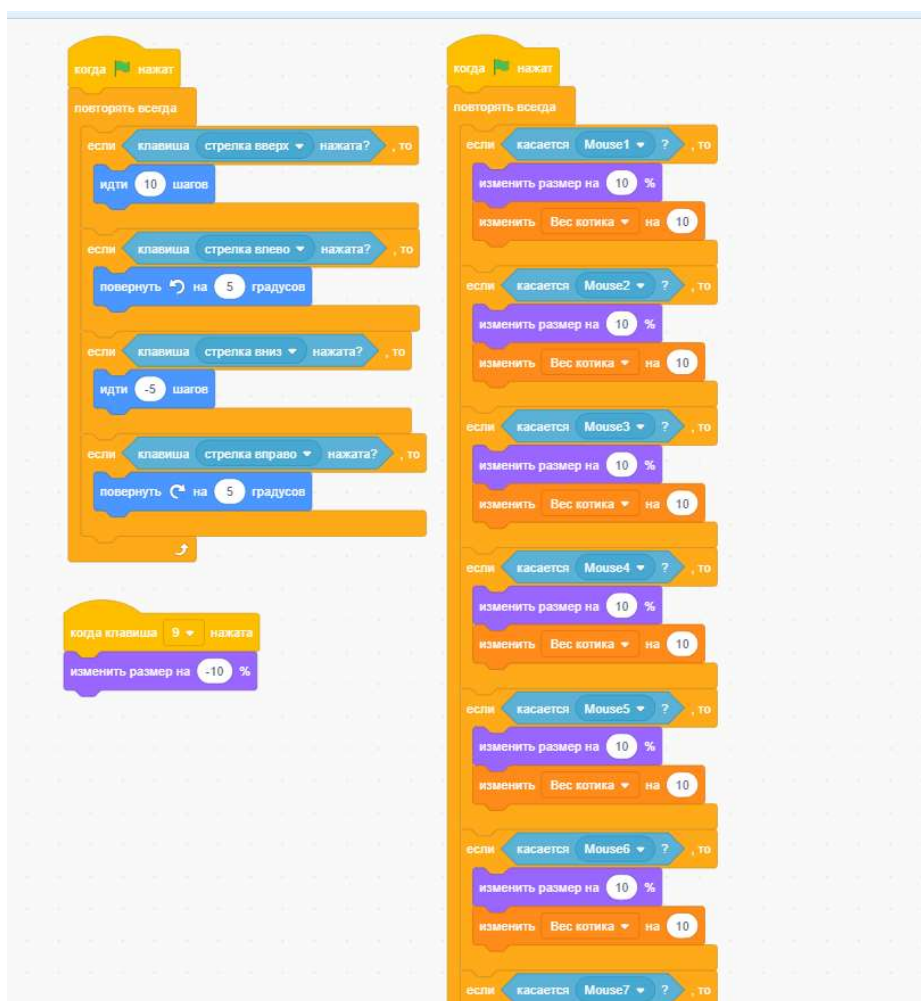 когда нажат
повторять всегда
если клавиша стрелка вверх нажата? , то
идти 10 шагов
если клавиша стрелка влево нажата? , то
повернуть на 5 градусов
если клавиша стрелка вниз нажата? , то
идти -5 шагов
если клавиша стрелка вправо нажата? , то
повернуть на 5 градусов
когда клавиша 9 нажата
изменить размер на -10 %
когда нажат
повторять всегда
если касается Mouse1 ? , то
изменить размер на 10 %
изменить Вес котика на 10
если касается Mouse2 ? , то
изменить размер на 10 %
изменить Вес котика на 10
если касается Mouse3 ? , то
изменить размер на 10 %
изменить Вес котика на 10
если касается Mouse4 ? , то
изменить размер на 10 %
изменить Вес котика на 10
если касается Mouse5 ? , то
изменить размер на 10 %
изменить Вес котика на 10
если касается Mouse6 ? , то
изменить размер на 10 %
изменить Вес котика на 10
если касается Mouse7 ? , то